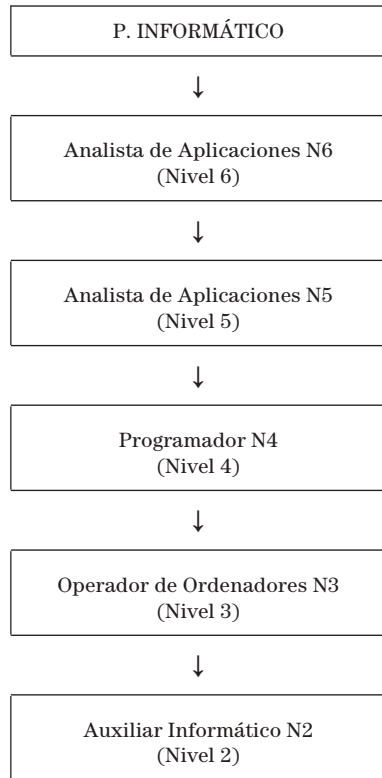 P. INFORMÁTICO
↓
Analista de Aplicaciones N6
(Nivel 6)
↓
Analista de Aplicaciones N5
(Nivel 5)
↓
Programador N4
(Nivel 4)
↓
Operador de Ordenadores N3
(Nivel 3)
↓
Auxiliar Informático N2
(Nivel 2)